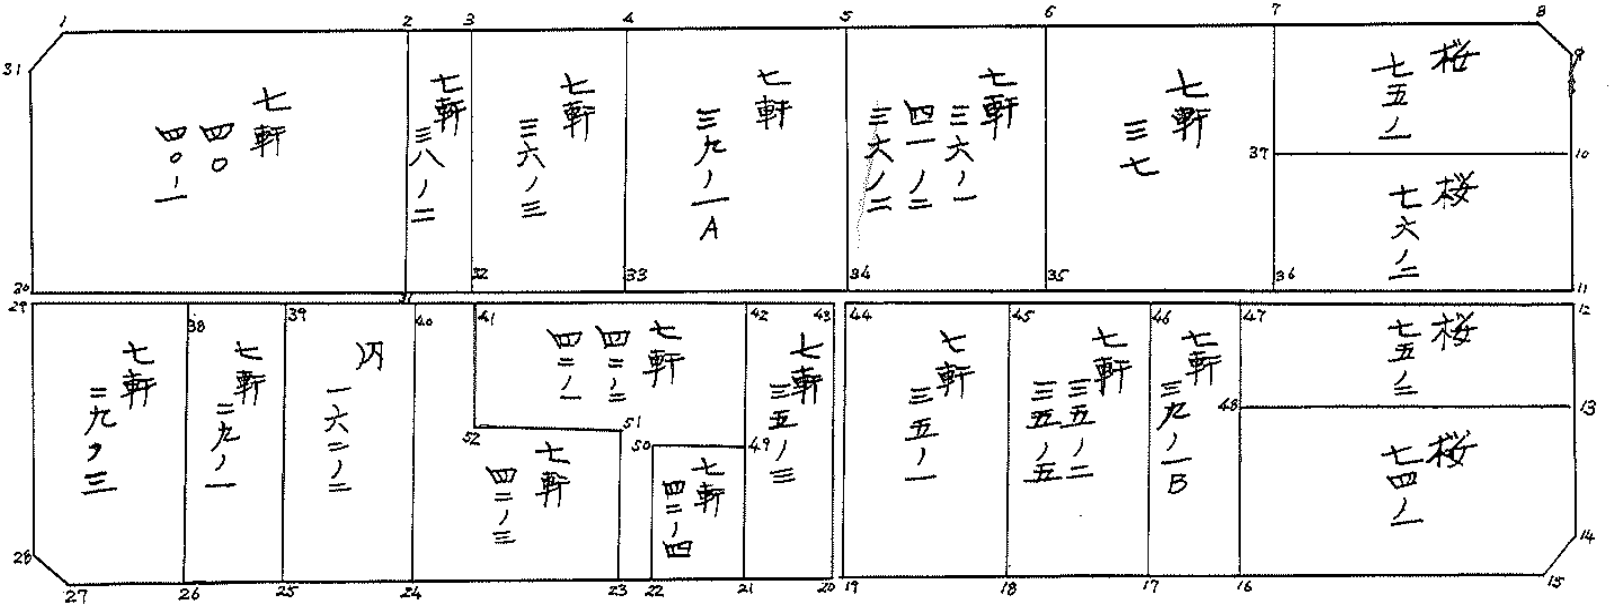 1 2 3 4 5 6 7 8
31
七軒
四〇
四〇ノ一
七軒
三八ノ二
七軒
三六ノ三
七軒
三九ノ一A
七軒
三六ノ一
四一ノ二
三六ノ二
七軒
三七
桜
七五ノ一
37 10
桜
七六ノ二
30 32 33 34 35 36 11
31
29 38 39 40 41 42 43 44 45 46 47 12
七軒
二九ノ三
七軒
二九ノ一
一六二ノ二
七軒
四二ノ二
四二ノ一
52 51
七軒
四二ノ三
50 49
七軒
四二ノ四
七軒
三五ノ三
七軒
三五ノ一
七軒
三五ノ二
三五ノ五
七軒
三九ノ一B
桜
七五ノ二
48 13
桜
七四ノ一
28 14
27 26 25 24 23 22 21 20 19 18 17 16 15